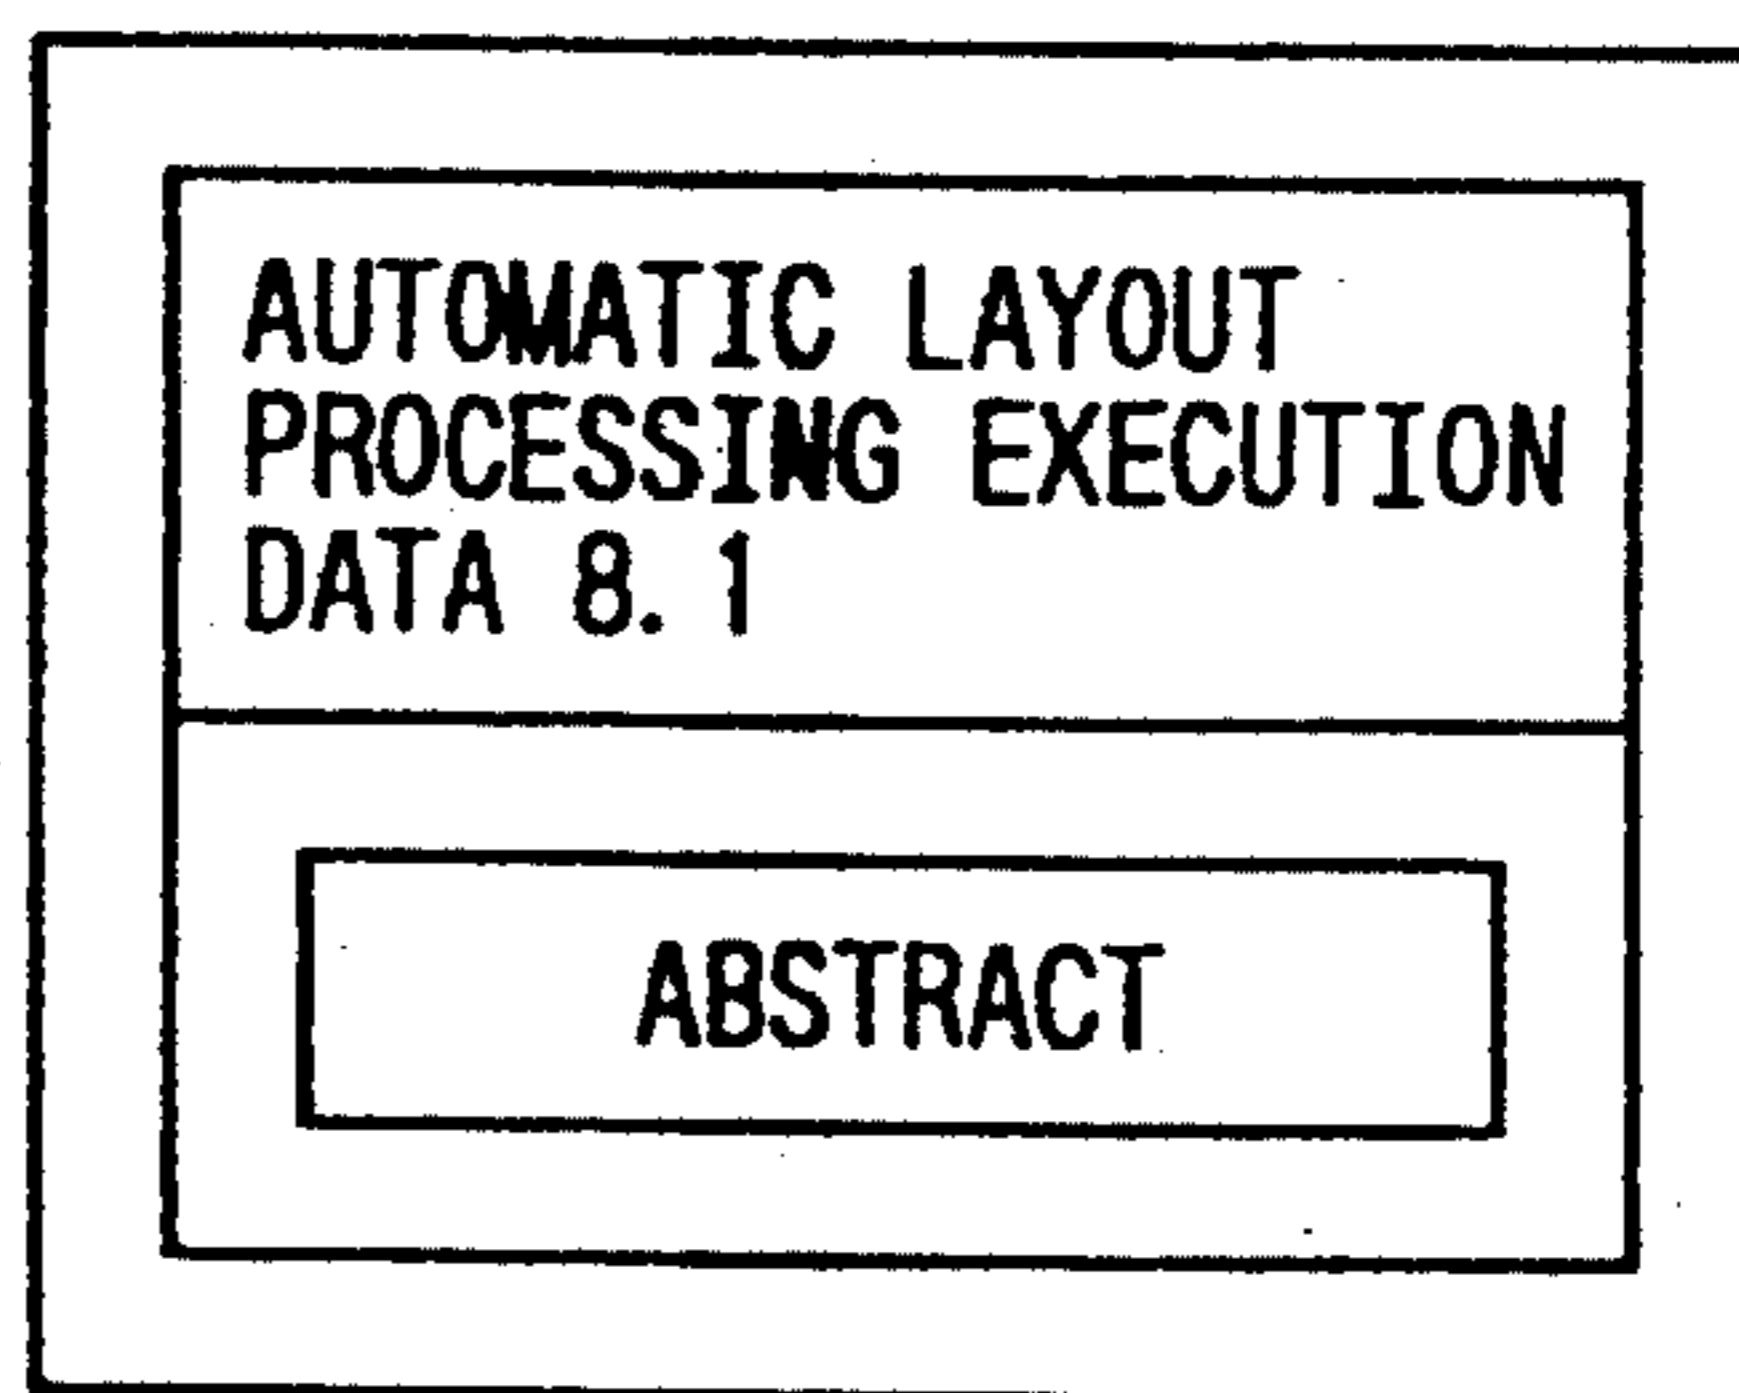 AUTOMATIC LAYOUT
PROCESSING EXECUTION
DATA 8.1
ABSTRACT